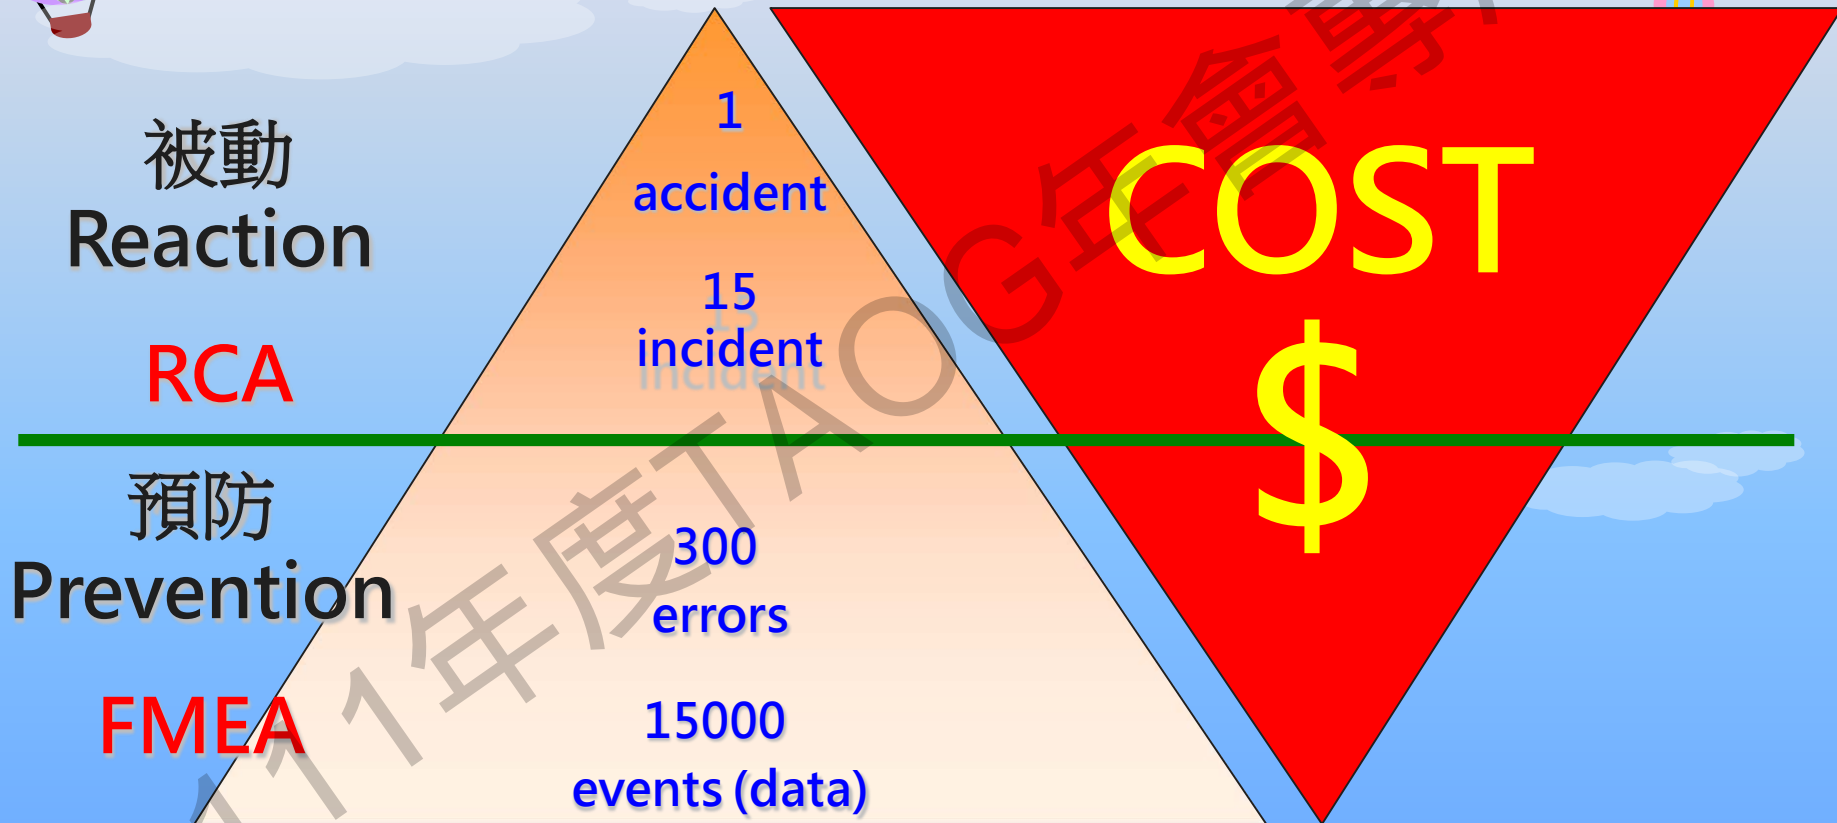 被動
Reaction
RCA
預防
Prevention
FMEA
1
accident
15
incident
300
errors
15000
events (data)
COST
$
111年度TAOG年會專